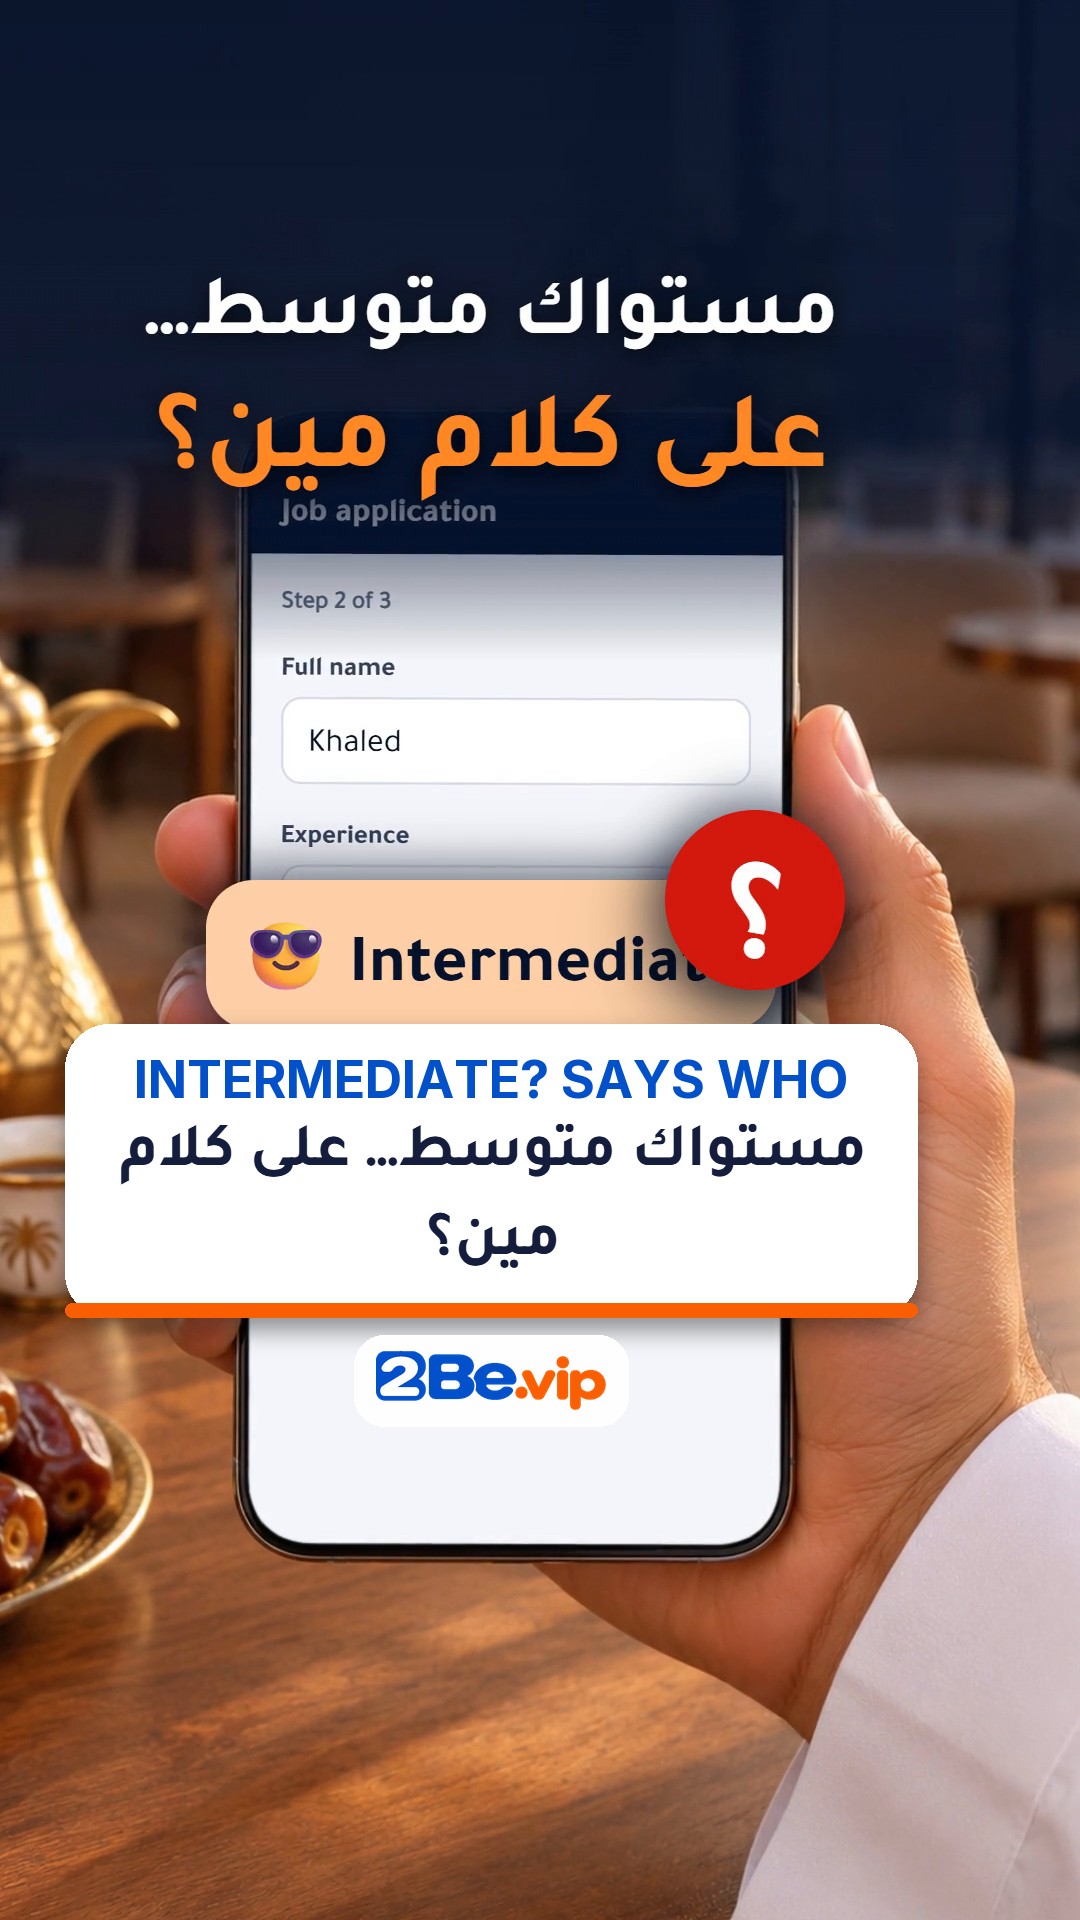 مستواك متوسط...
على كلام مين؟
Job application
Step 2 of 3
Full name
Khaled
Experience
؟
INTERMEDIATE? SAYS WHO
مستواك متوسط... على كلام
مين؟
2Be.vip